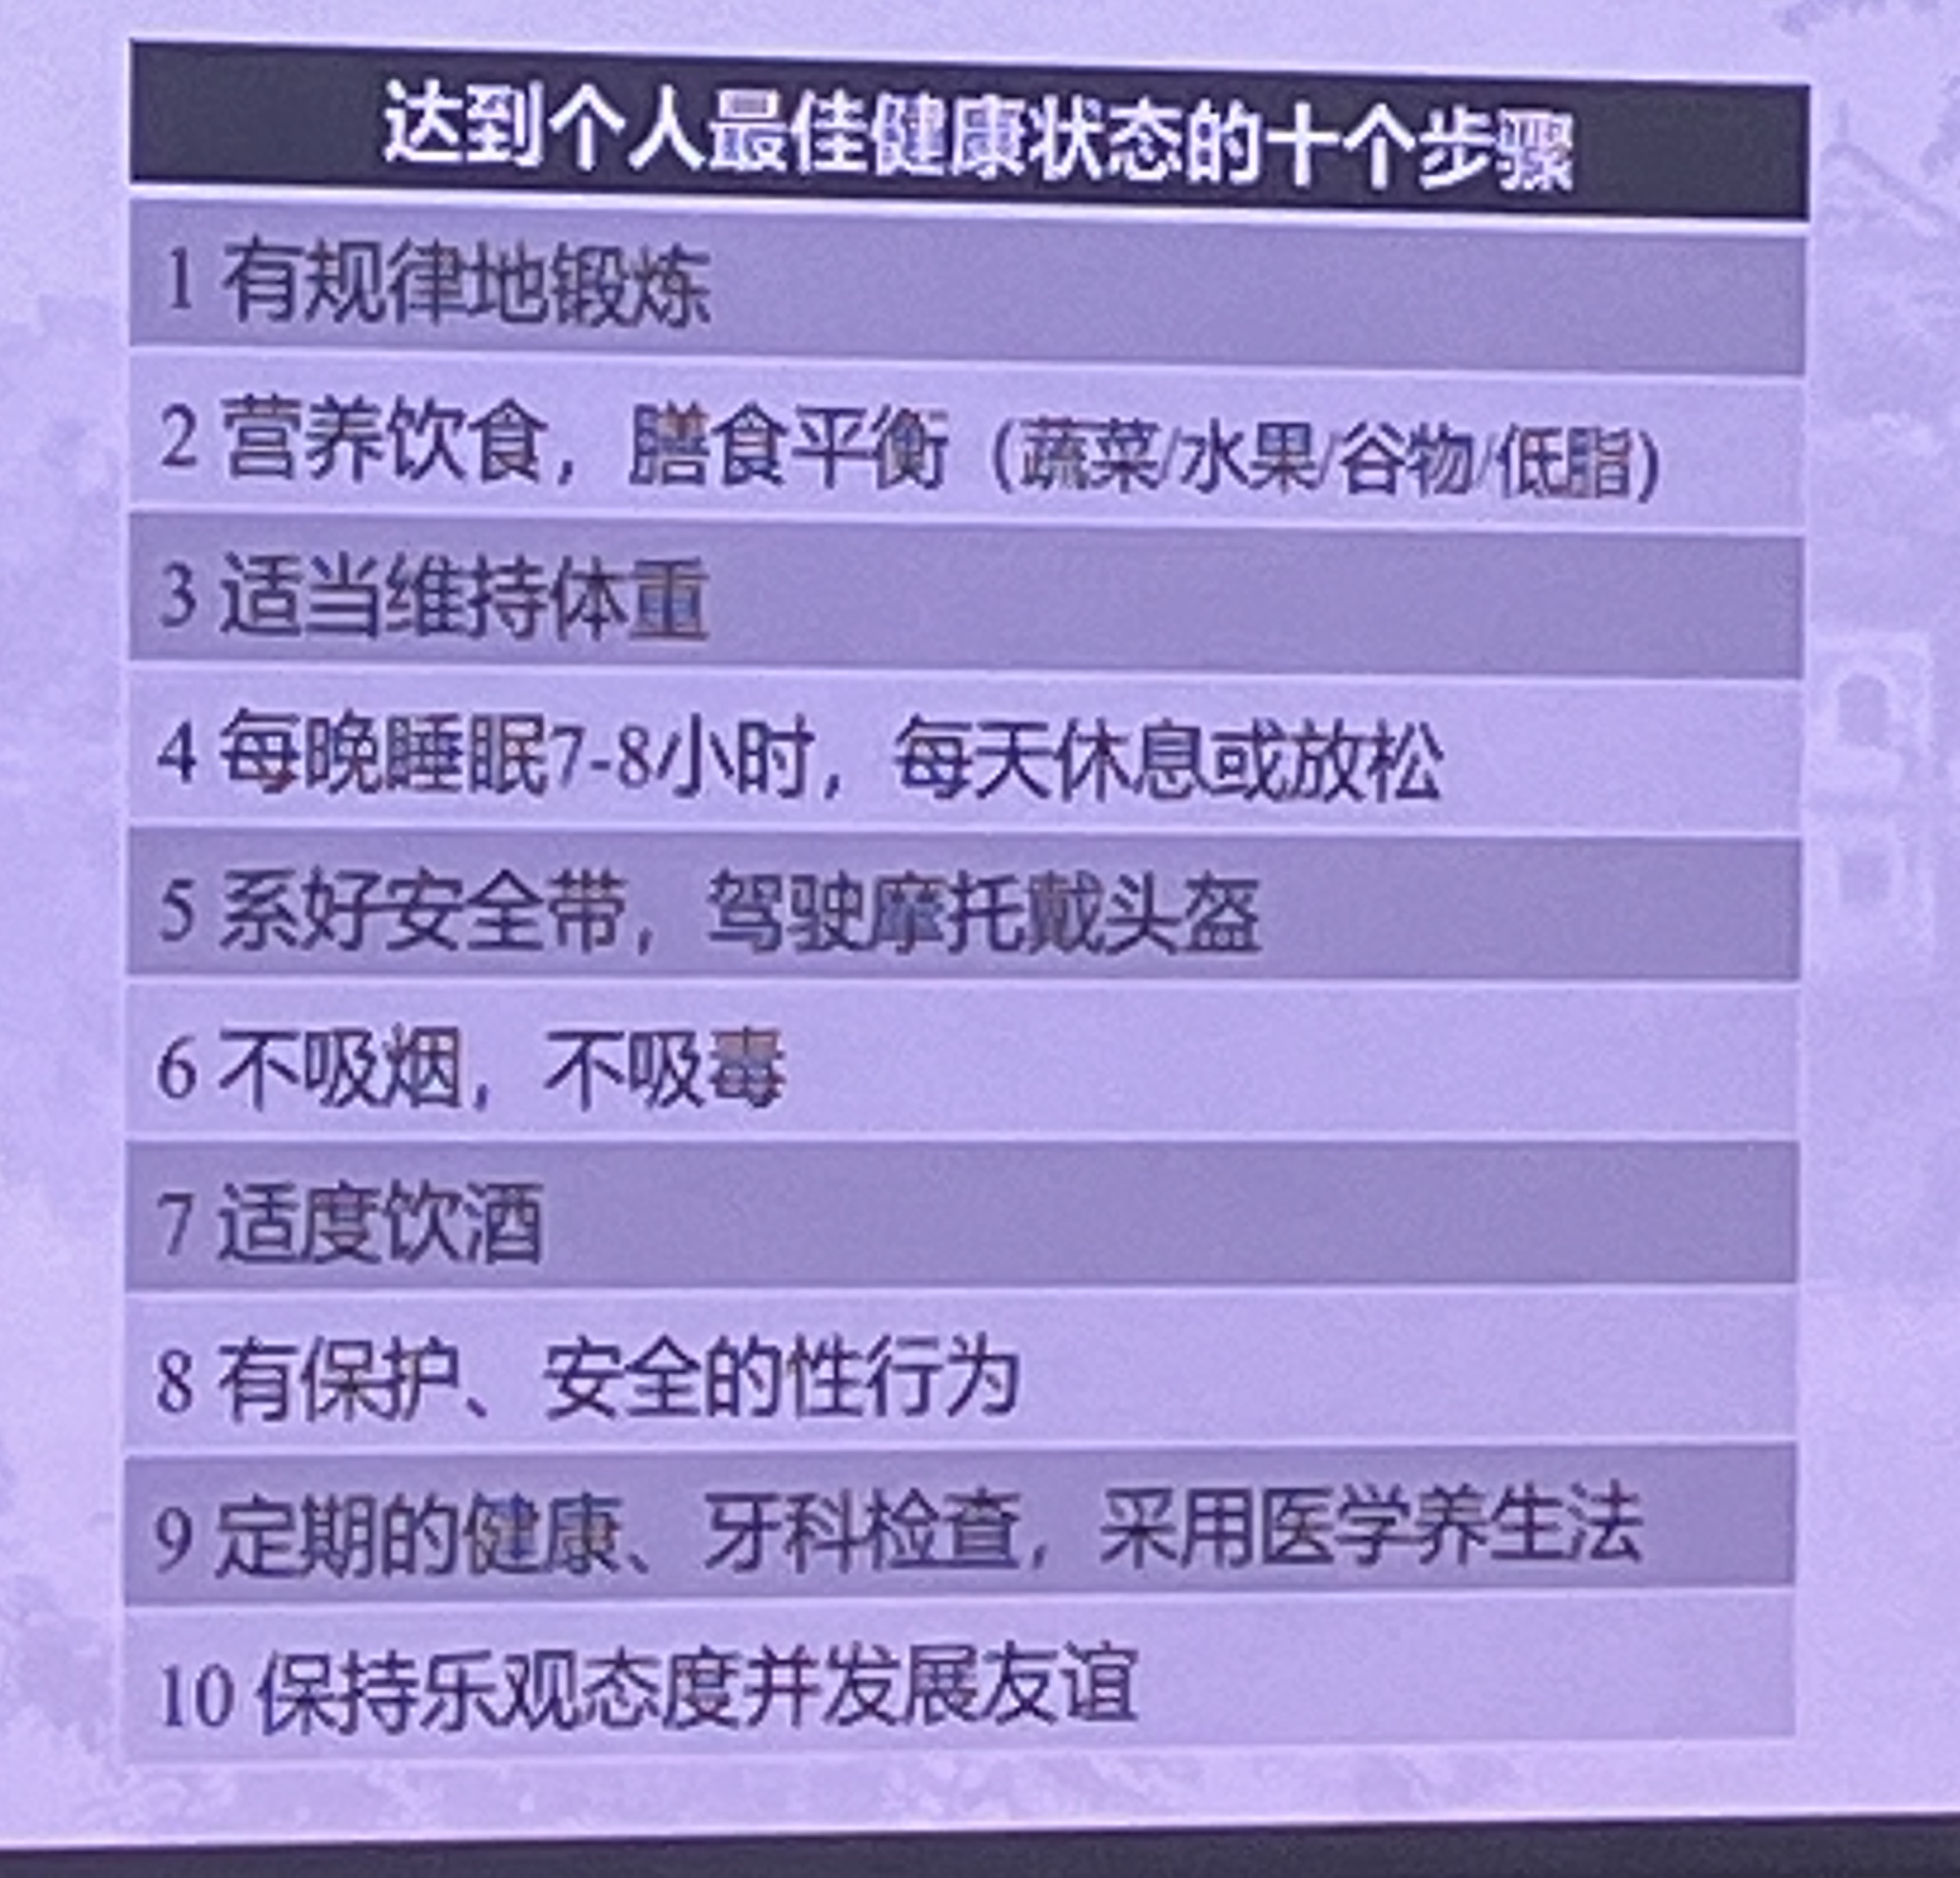 达到个人最佳健康状态的十个步骤
1 有规律地锻炼
2 营养饮食，膳食平衡（蔬菜/水果/谷物/低脂）
3 适当维持体重
4 每晚睡眠7-8小时，每天休息或放松
5 系好安全带，驾驶摩托戴头盔
6 不吸烟，不吸毒
7 适度饮酒
8 有保护、安全的性行为
9 定期的健康、牙科检查，采用医学养生法
10 保持乐观态度并发展友谊